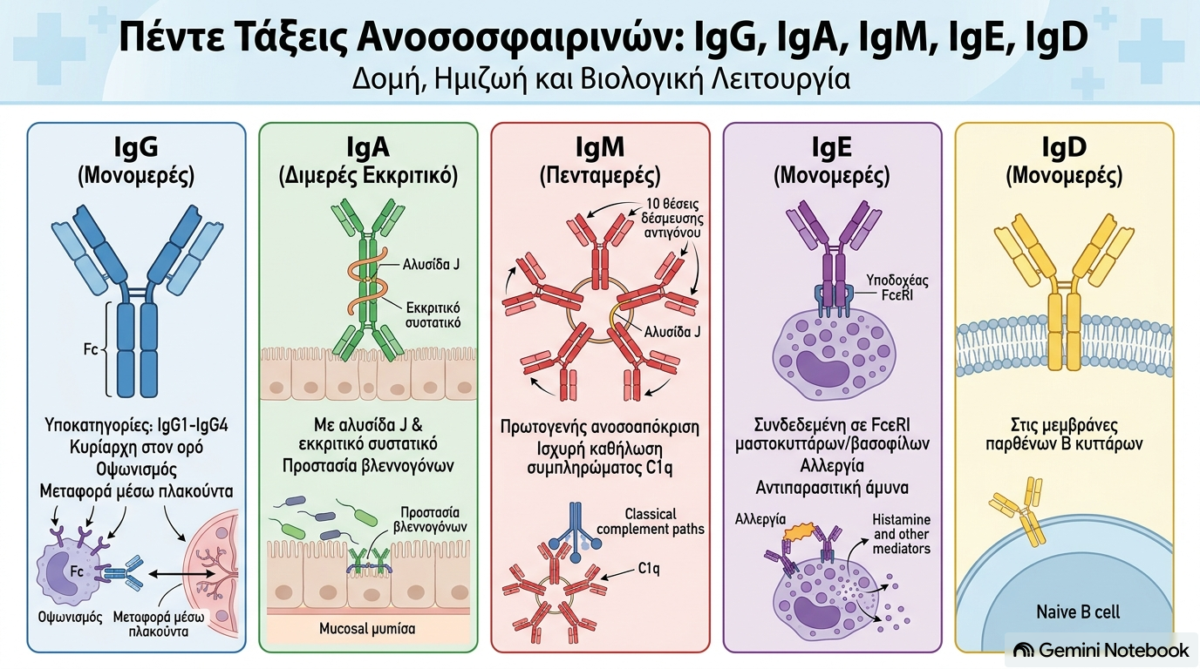 Πέντε Τάξεις Ανοσοσφαιρινών: IgG, IgA, IgM, IgE, IgD
Δομή, Ημιζωή και Βιολογική Λειτουργία
IgG
(Μονομερές)
Fc
Υποκατηγορίες: IgG1-IgG4
Κυρίαρχη στον ορό
Οψωνισμός
Μεταφορά μέσω πλακούντα
Fc
Οψωνισμός
Μεταφορά μέσω
πλακούντα
IgA
(Διμερές Εκκριτικό)
Αλυσίδα J
Εκκριτικό
συστατικό
Με αλυσίδα J &
εκκριτικό συστατικό
Προστασία βλεννογόνων
Προστασία
βλεννογόνων
Mucosal μυmίσα
IgM
(Πενταμερές)
10 θέσεις
δέσμευσης
αντιγόνου
Αλυσίδα J
Πρωτογενής ανοσοαπόκριση
Ισχυρή καθήλωση
συμπληρώματος C1q
Classical
complement paths
C1q
IgE
(Μονομερές)
Υποδοχέας
FcεRI
Συνδεδεμένη σε FcεRI
μαστοκυττάρων/βασοφίλων
Αλλεργία
Αντιπαρασιτική άμυνα
Αλλεργία
Histamine
and other
mediators
IgD
(Μονομερές)
Στις μεμβράνες
παρθένων Β κυττάρων
Naive B cell
Gemini Notebook